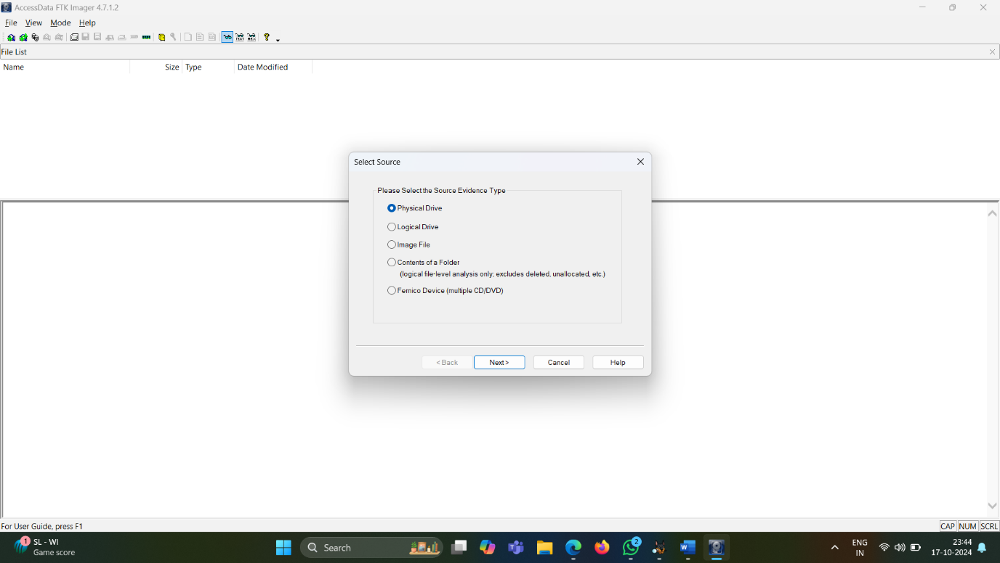 AccessData FTK Imager 4.7.1.2
File View Mode Help
TEXT HEX
File List
Name Size Type Date Modified
Select Source
Please Select the Source Evidence Type
Physical Drive
Logical Drive
Image File
Contents of a Folder
(logical file-level analysis only; excludes deleted, unallocated, etc.)
Fernico Device (multiple CD/DVD)
< Back Next > Cancel Help
For User Guide, press F1
CAP NUM SCRL
1
SL - WI
Game score
Search
2
ENG
IN
23:44
17-10-2024